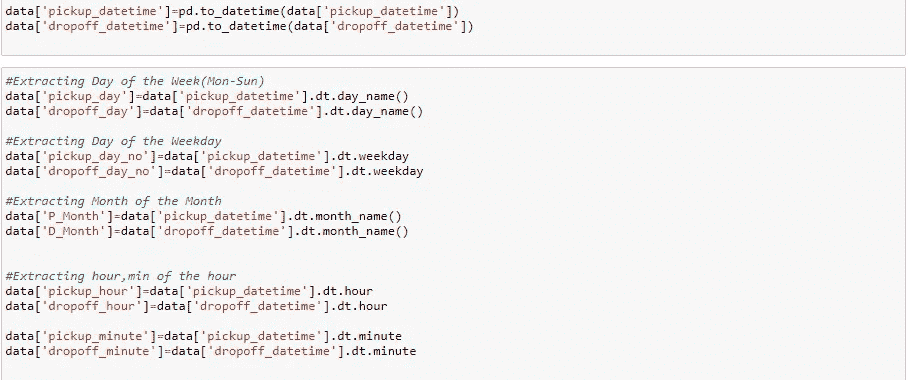 data['pickup_datetime']=pd.to_datetime(data['pickup_datetime'])
data['dropoff_datetime']=pd.to_datetime(data['dropoff_datetime'])
#Extracting Day of the Week(Mon-Sun)
data['pickup_day']=data['pickup_datetime'].dt.day_name()
data['dropoff_day']=data['dropoff_datetime'].dt.day_name()
#Extracting Day of the Weekday
data['pickup_day_no']=data['pickup_datetime'].dt.weekday
data['dropoff_day_no']=data['dropoff_datetime'].dt.weekday
#Extracting Month of the Month
data['P_Month']=data['pickup_datetime'].dt.month_name()
data['D_Month']=data['dropoff_datetime'].dt.month_name()
#Extracting hour,min of the hour
data['pickup_hour']=data['pickup_datetime'].dt.hour
data['dropoff_hour']=data['dropoff_datetime'].dt.hour
data['pickup_minute']=data['pickup_datetime'].dt.minute
data['dropoff_minute']=data['dropoff_datetime'].dt.minute